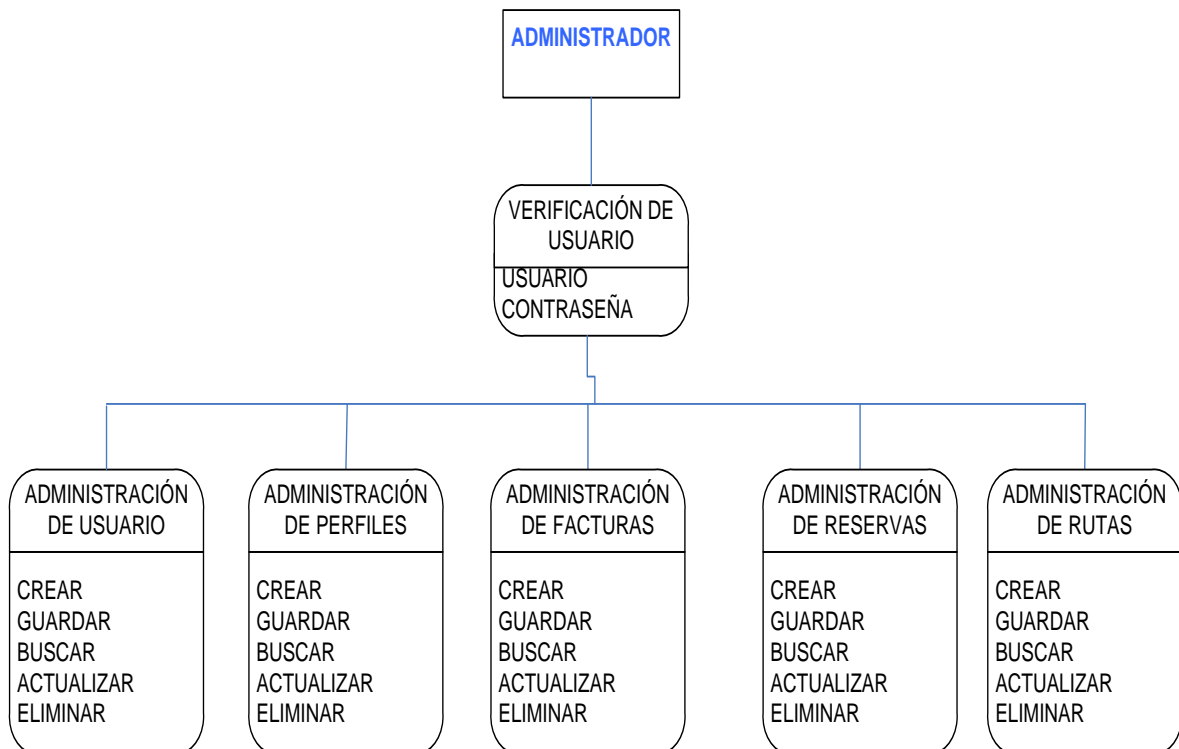 ADMINISTRADOR
VERIFICACIÓN DE
USUARIO
USUARIO
CONTRASEÑA
ADMINISTRACIÓN
DE USUARIO
CREAR
GUARDAR
BUSCAR
ACTUALIZAR
ELIMINAR
ADMINISTRACIÓN
DE PERFILES
CREAR
GUARDAR
BUSCAR
ACTUALIZAR
ELIMINAR
ADMINISTRACIÓN
DE FACTURAS
CREAR
GUARDAR
BUSCAR
ACTUALIZAR
ELIMINAR
ADMINISTRACIÓN
DE RESERVAS
CREAR
GUARDAR
BUSCAR
ACTUALIZAR
ELIMINAR
ADMINISTRACIÓN
DE RUTAS
CREAR
GUARDAR
BUSCAR
ACTUALIZAR
ELIMINAR